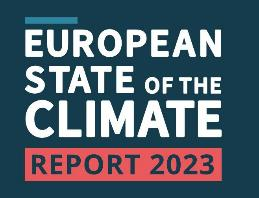 EUROPEAN
STATE OF THE
CLIMATE
REPORT 2023